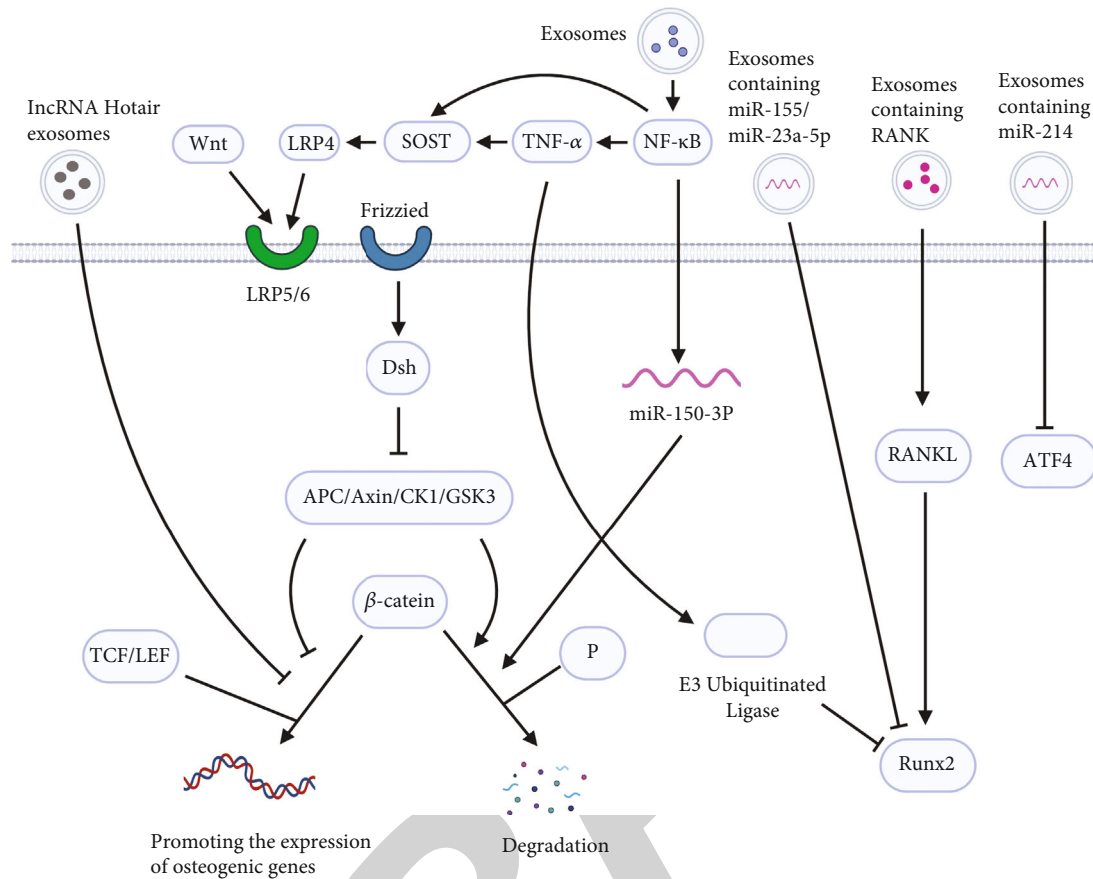 Exosomes
Exosomes
containing
miR-155/
miR-23a-5p
Exosomes
containing
RANK
Exosomes
containing
miR-214
IncRNA Hotair
exosomes
Wnt
LRP4
SOST
TNF-α
NF-κB
Frizzied
LRP5/6
Dsh
miR-150-3P
RANKL
ATF4
APC/Axin/CK1/GSK3
β-catein
TCF/LEF
P
E3 Ubiquitinated
Ligase
Runx2
Promoting the expression
of osteogenic genes
Degradation